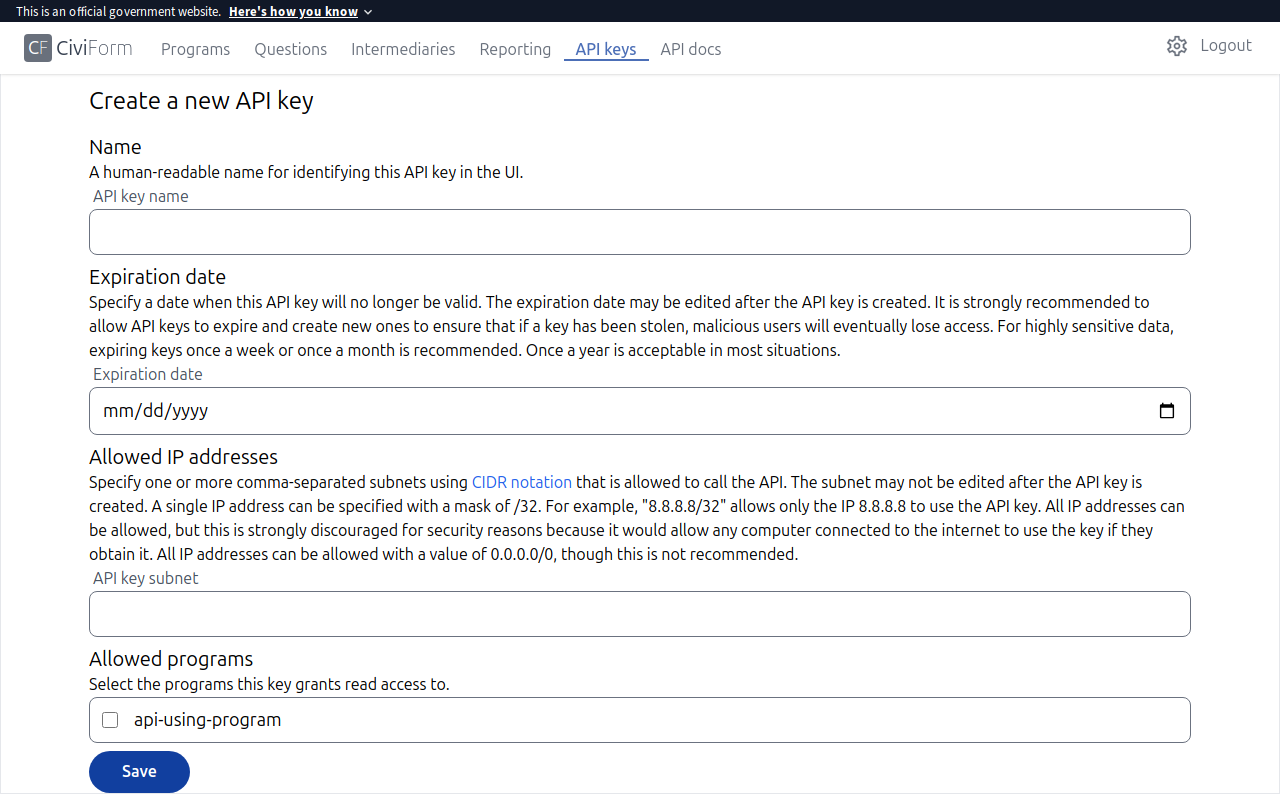 This is an official government website. Here's how you know
CF CiviForm Programs Questions Intermediaries Reporting API keys API docs Logout
Create a new API key
Name
A human-readable name for identifying this API key in the UI.
API key name
Expiration date
Specify a date when this API key will no longer be valid. The expiration date may be edited after the API key is created. It is strongly recommended to
allow API keys to expire and create new ones to ensure that if a key has been stolen, malicious users will eventually lose access. For highly sensitive data,
expiring keys once a week or once a month is recommended. Once a year is acceptable in most situations.
Expiration date
mm/dd/yyyy
Allowed IP addresses
Specify one or more comma-separated subnets using CIDR notation that is allowed to call the API. The subnet may not be edited after the API key is
created. A single IP address can be specified with a mask of /32. For example, "8.8.8.8/32" allows only the IP 8.8.8.8 to use the API key. All IP addresses can
be allowed, but this is strongly discouraged for security reasons because it would allow any computer connected to the internet to use the key if they
obtain it. All IP addresses can be allowed with a value of 0.0.0.0/0, though this is not recommended.
API key subnet
Allowed programs
Select the programs this key grants read access to.
api-using-program
Save